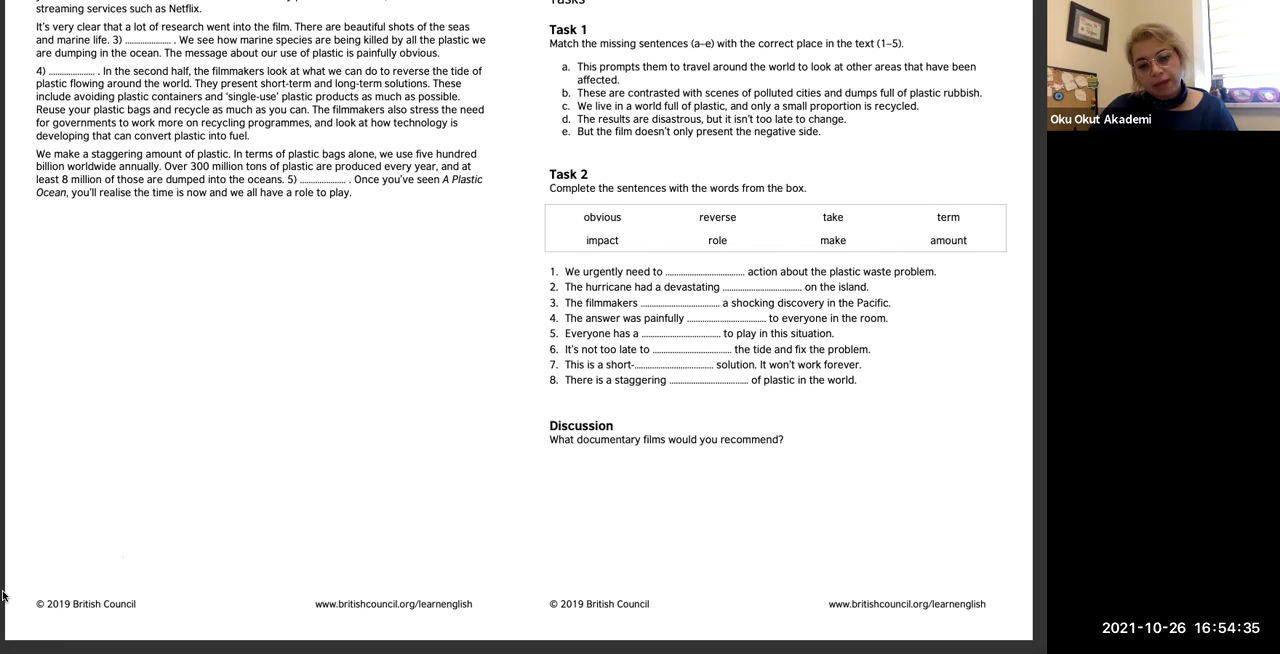 streaming services such as Netflix.
It's very clear that a lot of research went into the film. There are beautiful shots of the seas
and marine life. 3) ..................... . We see how marine species are being killed by all the plastic we
are dumping in the ocean. The message about our use of plastic is painfully obvious.
4) ..................... . In the second half, the filmmakers look at what we can do to reverse the tide of
plastic flowing around the world. They present short-term and long-term solutions. These
include avoiding plastic containers and ‘single-use’ plastic products as much as possible.
Reuse your plastic bags and recycle as much as you can. The filmmakers also stress the need
for governments to work more on recycling programmes, and look at how technology is
developing that can convert plastic into fuel.
We make a staggering amount of plastic. In terms of plastic bags alone, we use five hundred
billion worldwide annually. Over 300 million tons of plastic are produced every year, and at
least 8 million of those are dumped into the oceans. 5) ..................... . Once you've seen A Plastic
Ocean, you'll realise the time is now and we all have a role to play.
© 2019 British Council
www.britishcouncil.org/learnenglish
Tasks
Task 1
Match the missing sentences (a–e) with the correct place in the text (1–5).
a. This prompts them to travel around the world to look at other areas that have been
affected.
b. These are contrasted with scenes of polluted cities and dumps full of plastic rubbish.
c. We live in a world full of plastic, and only a small proportion is recycled.
d. The results are disastrous, but it isn't too late to change.
e. But the film doesn't only present the negative side.
Task 2
Complete the sentences with the words from the box.
obvious reverse take term
impact role make amount
1. We urgently need to .................................... action about the plastic waste problem.
2. The hurricane had a devastating .................................... on the island.
3. The filmmakers .................................... a shocking discovery in the Pacific.
4. The answer was painfully .................................... to everyone in the room.
5. Everyone has a .................................... to play in this situation.
6. It's not too late to .................................... the tide and fix the problem.
7. This is a short-.................................... solution. It won't work forever.
8. There is a staggering .................................... of plastic in the world.
Discussion
What documentary films would you recommend?
© 2019 British Council
www.britishcouncil.org/learnenglish
Oku Okut Akademi
2021-10-26 16:54:35